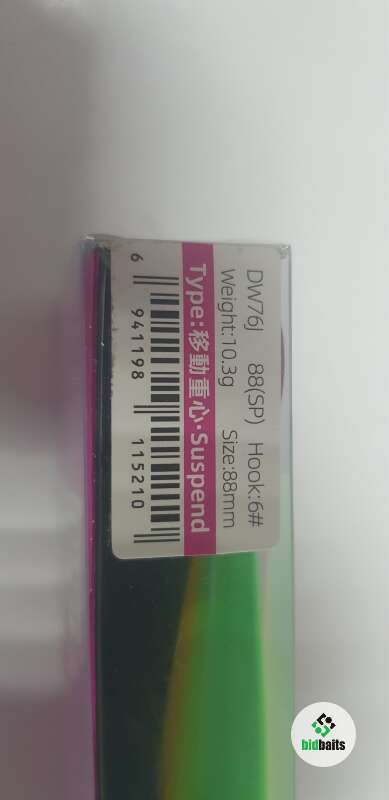 DW76J 88(SP) Hook:6#
Weight:10.3g Size:88mm
Type:移動重心·Suspend
6 941198 115210
bidbaits